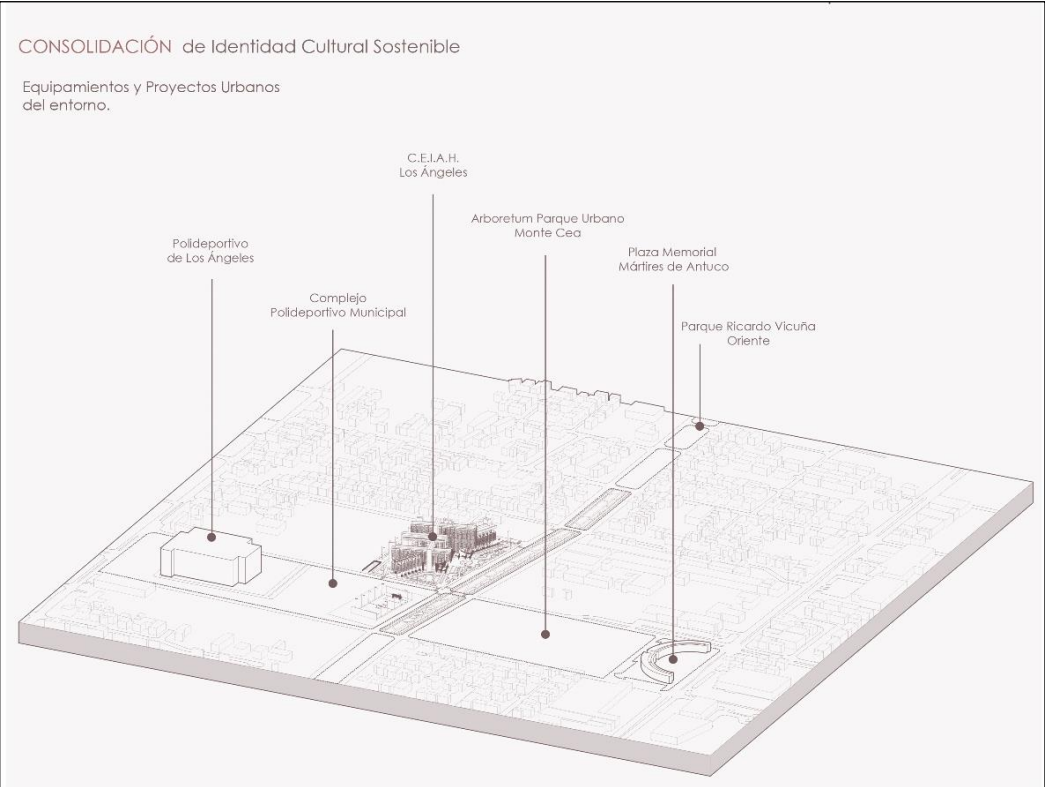 CONSOLIDACIÓN de Identidad Cultural Sostenible
Equipamientos y Proyectos Urbanos
del entorno.
C.E.I.A.H.
Los Ángeles
Arboretum Parque Urbano
Monte Cea
Polideportivo
de Los Ángeles
Plaza Memorial
Mártires de Antuco
Complejo
Polideportivo Municipal
Parque Ricardo Vicuña
Oriente